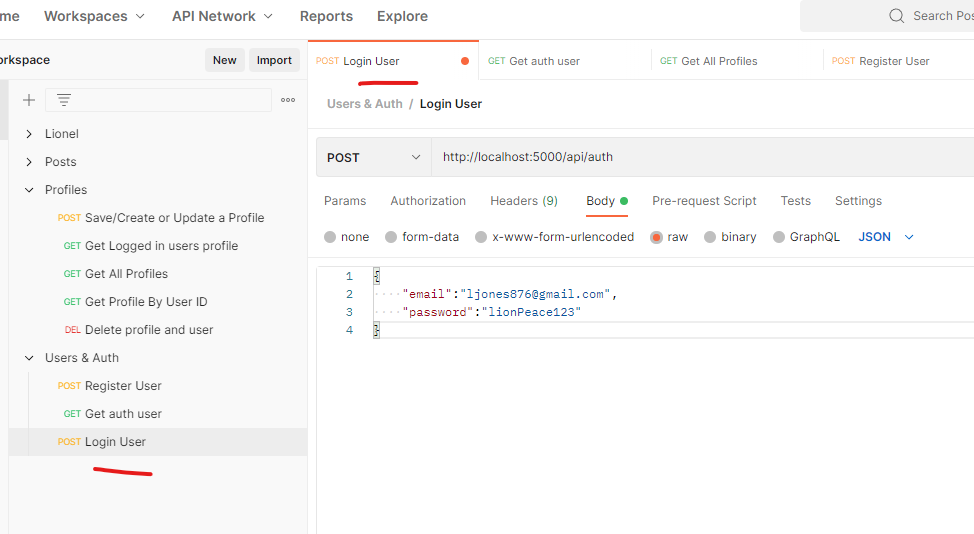 Workspaces API Network Reports Explore Search
New Import
POST Login User GET Get auth user GET Get All Profiles POST Register User
Users & Auth / Login User
Lionel
Posts
Profiles
POST Save/Create or Update a Profile
GET Get Logged in users profile
GET Get All Profiles
GET Get Profile By User ID
DEL Delete profile and user
Users & Auth
POST Register User
GET Get auth user
POST Login User
POST http://localhost:5000/api/auth
Params Authorization Headers (9) Body Pre-request Script Tests Settings
none form-data x-www-form-urlencoded raw binary GraphQL JSON
1 {
2 "email":"ljones876@gmail.com",
3 "password":"lionPeace123"
4 }